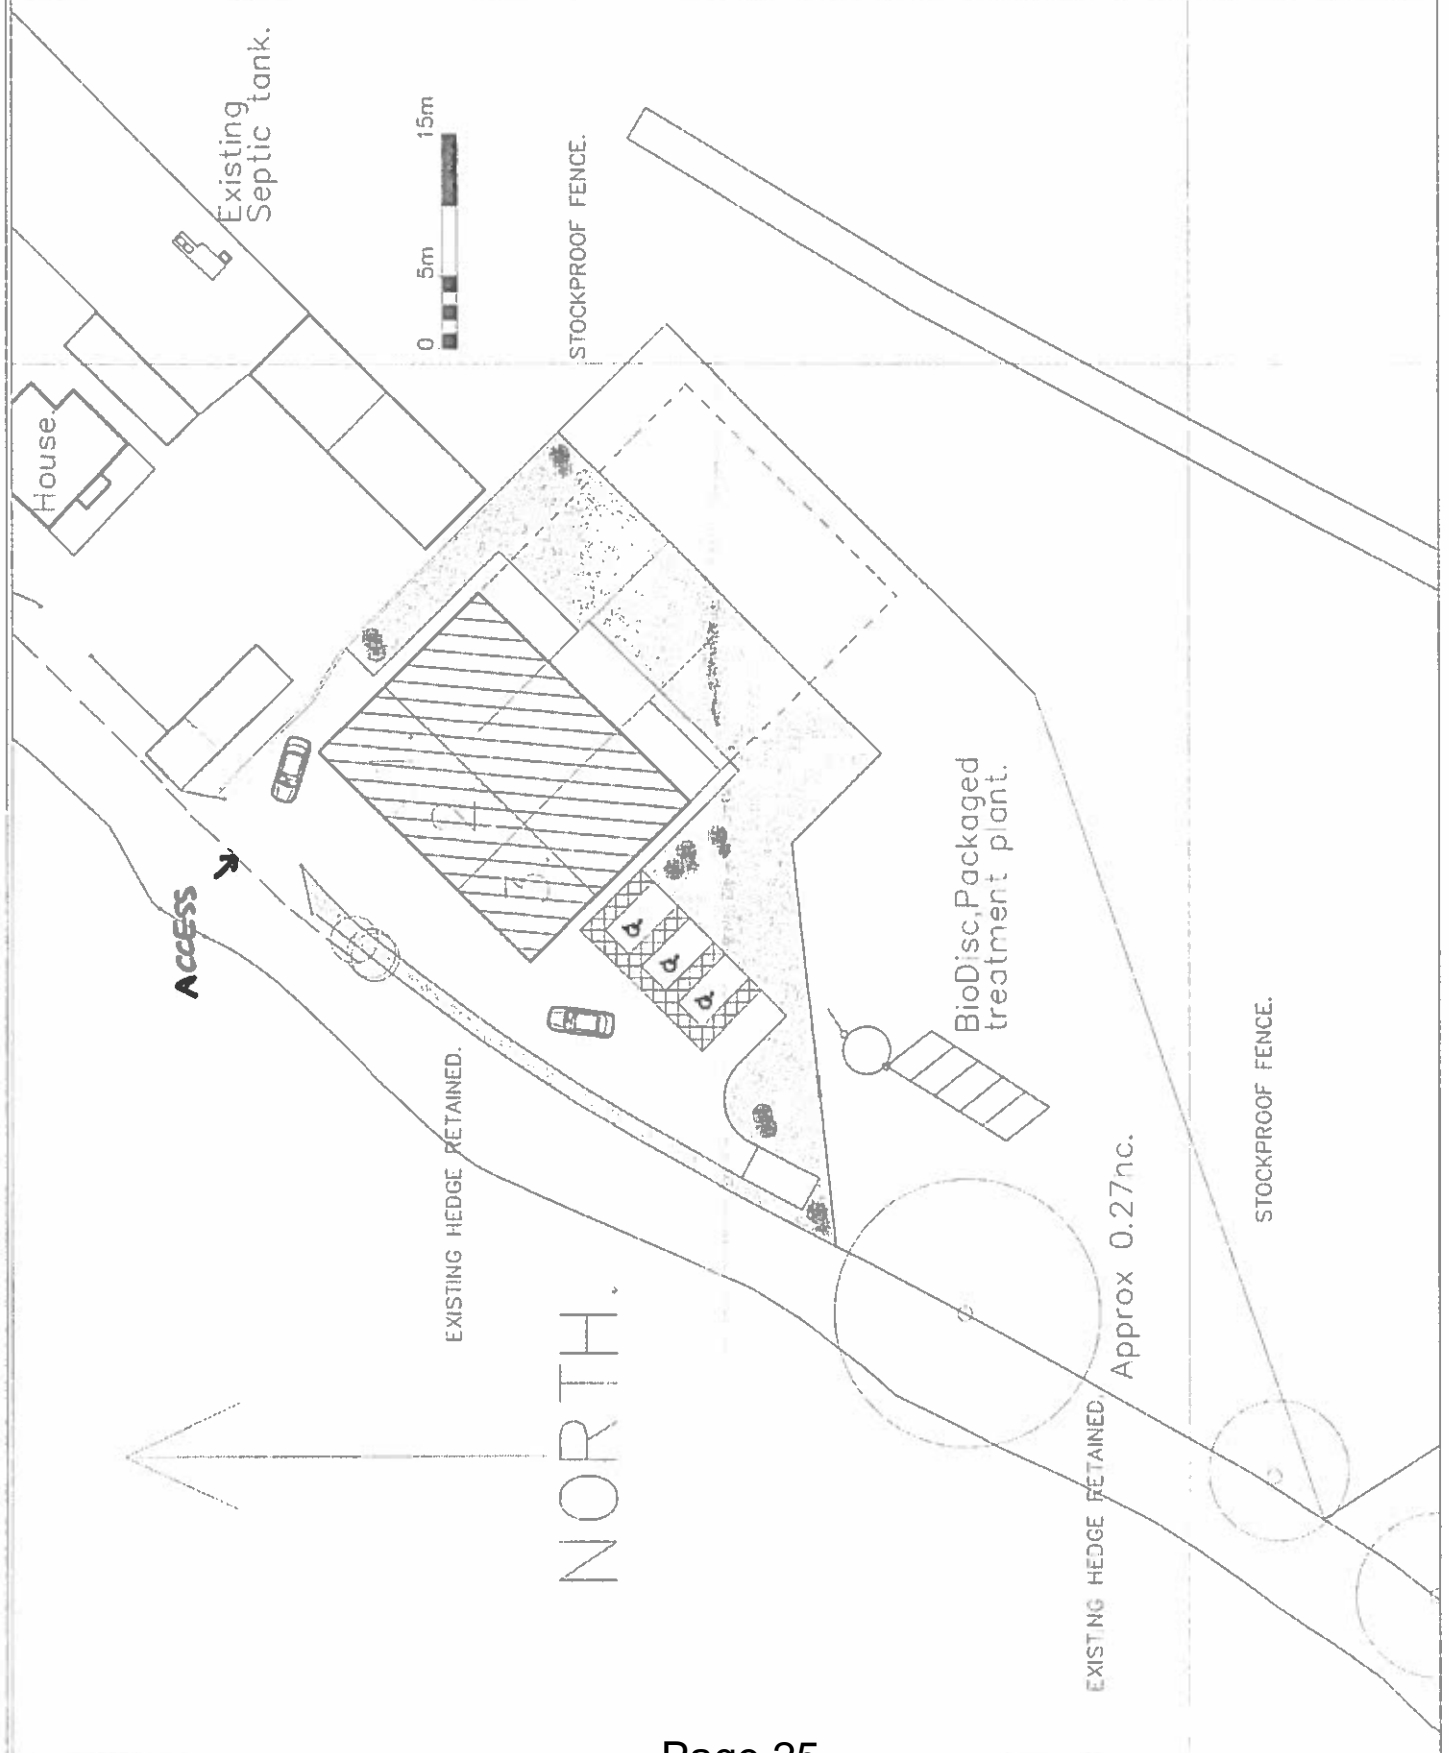 Existing
Septic tank.
15m
5m
0
STOCKPROOF FENCE.
House.
ACCESS
BioDisc,Packaged
treatment plant.
EXISTING HEDGE RETAINED.
STOCKPROOF FENCE.
Approx 0.27hc.
NORTH.
EXISTING HEDGE RETAINED.
Page 25